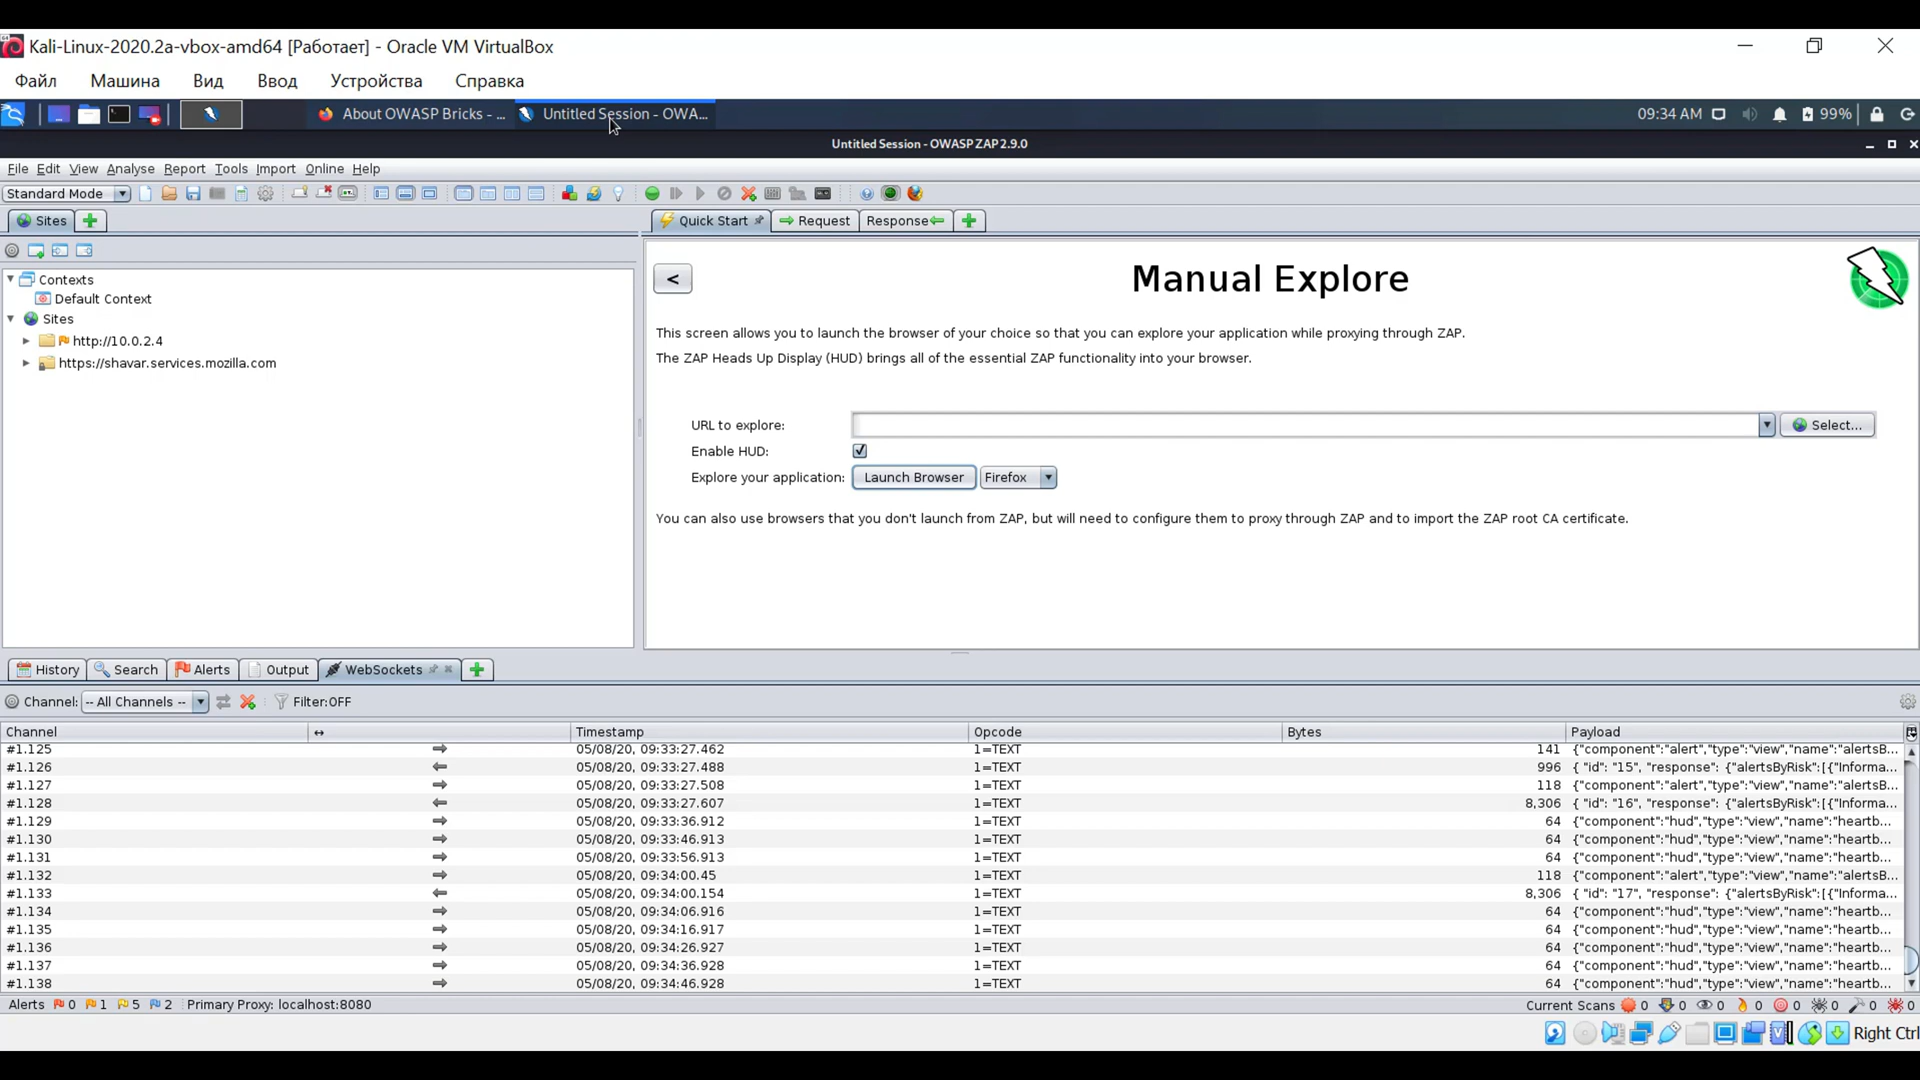 Kali-Linux-2020.2a-vbox-amd64 [Работает] - Oracle VM VirtualBox
Файл Машина Вид Ввод Устройства Справка
About OWASP Bricks - ... Untitled Session - OWA... 09:34 AM 99%
Untitled Session - OWASP ZAP 2.9.0
File Edit View Analyse Report Tools Import Online Help
Standard Mode
Sites Quick Start Request Response
< Manual Explore
Contexts
Default Context
Sites
http://10.0.2.4
https://shavar.services.mozilla.com
This screen allows you to launch the browser of your choice so that you can explore your application while proxying through ZAP.
The ZAP Heads Up Display (HUD) brings all of the essential ZAP functionality into your browser.
URL to explore: Select...
Enable HUD:
Explore your application: Launch Browser Firefox
You can also use browsers that you don't launch from ZAP, but will need to configure them to proxy through ZAP and to import the ZAP root CA certificate.
History Search Alerts Output WebSockets
Channel: -- All Channels -- Filter:OFF
Channel ↔ Timestamp Opcode Bytes Payload
#1.125 ⇒ 05/08/20, 09:33:27.462 1=TEXT 141 {"component":"alert","type":"view","name":"alertsB...
#1.126 ⇐ 05/08/20, 09:33:27.488 1=TEXT 996 { "id": "15", "response": {"alertsByRisk":[{"Informa...
#1.127 ⇒ 05/08/20, 09:33:27.508 1=TEXT 118 {"component":"alert","type":"view","name":"alertsB...
#1.128 ⇐ 05/08/20, 09:33:27.607 1=TEXT 8,306 { "id": "16", "response": {"alertsByRisk":[{"Informa...
#1.129 ⇒ 05/08/20, 09:33:36.912 1=TEXT 64 {"component":"hud","type":"view","name":"heartb...
#1.130 ⇒ 05/08/20, 09:33:46.913 1=TEXT 64 {"component":"hud","type":"view","name":"heartb...
#1.131 ⇒ 05/08/20, 09:33:56.913 1=TEXT 64 {"component":"hud","type":"view","name":"heartb...
#1.132 ⇒ 05/08/20, 09:34:00.45 1=TEXT 118 {"component":"alert","type":"view","name":"alertsB...
#1.133 ⇐ 05/08/20, 09:34:00.154 1=TEXT 8,306 { "id": "17", "response": {"alertsByRisk":[{"Informa...
#1.134 ⇒ 05/08/20, 09:34:06.916 1=TEXT 64 {"component":"hud","type":"view","name":"heartb...
#1.135 ⇒ 05/08/20, 09:34:16.917 1=TEXT 64 {"component":"hud","type":"view","name":"heartb...
#1.136 ⇒ 05/08/20, 09:34:26.927 1=TEXT 64 {"component":"hud","type":"view","name":"heartb...
#1.137 ⇒ 05/08/20, 09:34:36.928 1=TEXT 64 {"component":"hud","type":"view","name":"heartb...
#1.138 ⇒ 05/08/20, 09:34:46.928 1=TEXT 64 {"component":"hud","type":"view","name":"heartb...
Alerts 0 1 5 2 Primary Proxy: localhost:8080 Current Scans 0 0 0 0 0 0 0 0
Right Ctrl